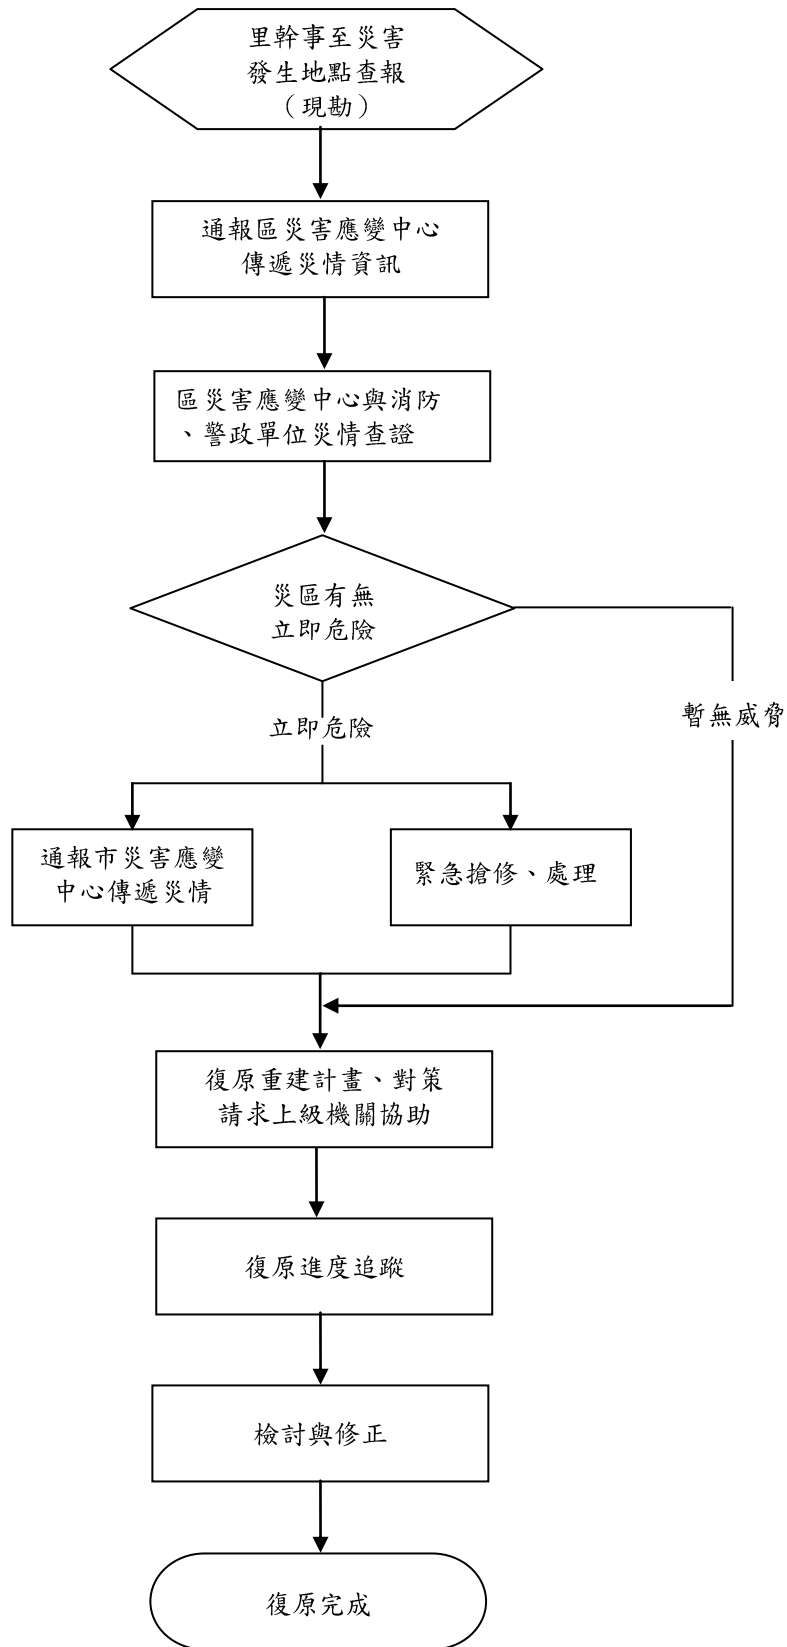 里幹事至災害
發生地點查報
（現勘）
通報區災害應變中心
傳遞災情資訊
區災害應變中心與消防
、警政單位災情查證
災區有無
立即危險
暫無威脅
立即危險
通報市災害應變
中心傳遞災情
緊急搶修、處理
復原重建計畫、對策
請求上級機關協助
復原進度追蹤
檢討與修正
復原完成